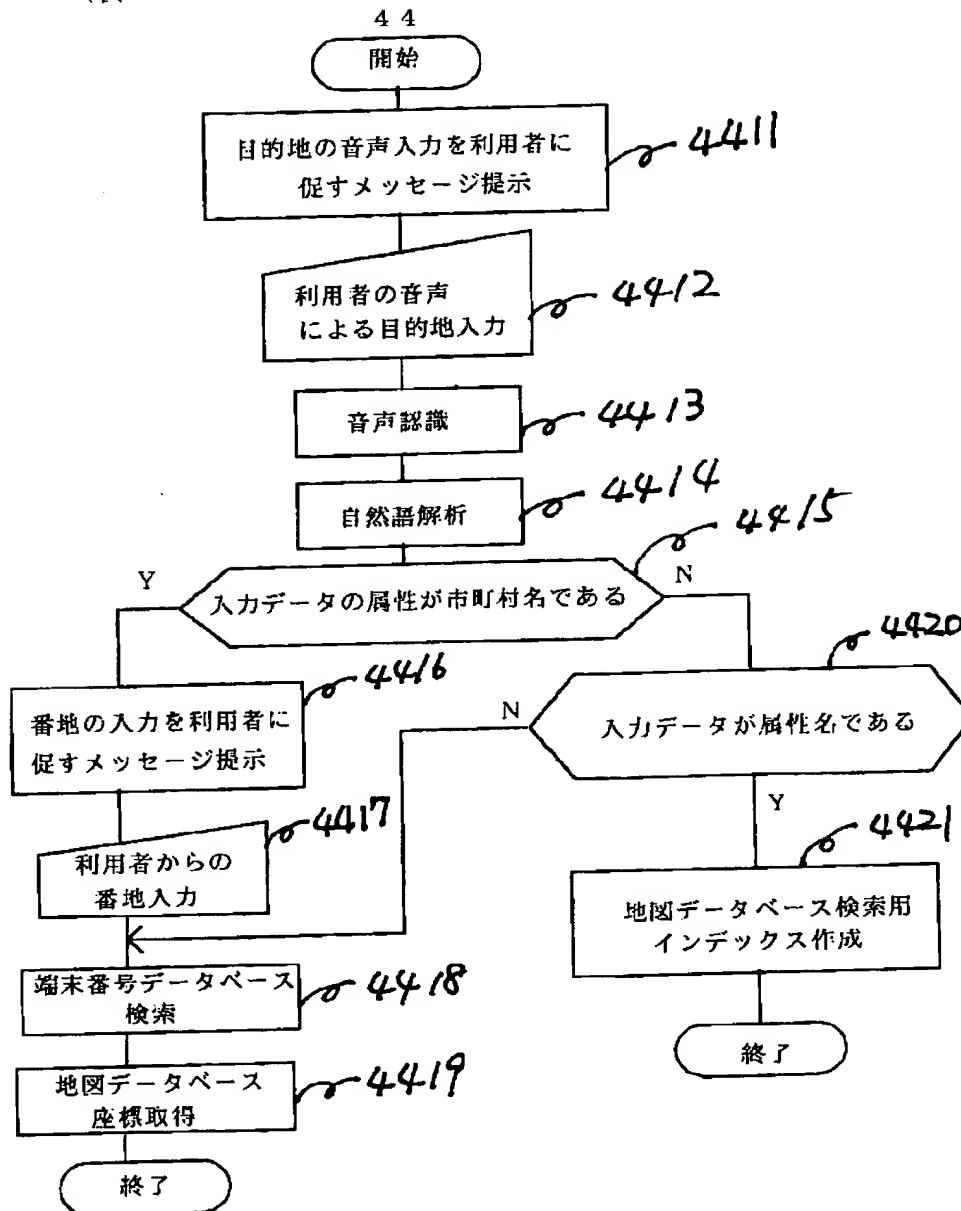 ４４
開始
目的地の音声入力を利用者に
促すメッセージ提示
4411
利用者の音声
による目的地入力
4412
音声認識
4413
自然語解析
4414
4415
Y
入力データの属性が市町村名である
N
4416
番地の入力を利用者に
促すメッセージ提示
4420
N
入力データが属性名である
Y
4417
利用者からの
番地入力
4421
地図データベース検索用
インデックス作成
端末番号データベース
検索
4418
終了
地図データベース
座標取得
4419
終了